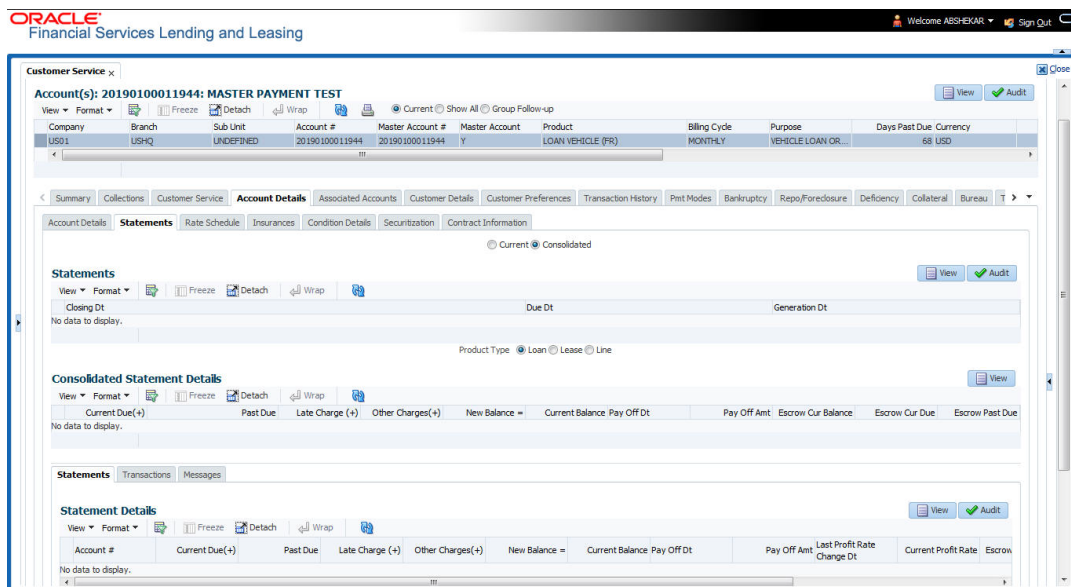 ORACLE
Financial Services Lending and Leasing
Welcome ABSHEKAR Sign Out
Close
Customer Service x
Account(s): 20190100011944: MASTER PAYMENT TEST
View Audit
View Format Freeze Detach Wrap Current Show All Group Follow-up
Company Branch Sub Unit Account # Master Account # Master Account Product Billing Cycle Purpose Days Past Due Currency
US01 USHQ UNDEFINED 20190100011944 20190100011944 Y LOAN VEHICLE (FR) MONTHLY VEHICLE LOAN OR... 68 USD
Summary Collections Customer Service Account Details Associated Accounts Customer Details Customer Preferences Transaction History Pmt Modes Bankruptcy Repo/Foreclosure Deficiency Collateral Bureau T
Account Details Statements Rate Schedule Insurances Condition Details Securitization Contract Information
Current Consolidated
Statements
View Audit
View Format Freeze Detach Wrap
Closing Dt Due Dt Generation Dt
No data to display.
Product Type Loan Lease Line
Consolidated Statement Details
View
View Format Freeze Detach Wrap
Current Due(+) Past Due Late Charge (+) Other Charges(+) New Balance = Current Balance Pay Off Dt Pay Off Amt Escrow Cur Balance Escrow Cur Due Escrow Past Due
No data to display.
Statements Transactions Messages
Statement Details
View Audit
View Format Freeze Detach Wrap
Account # Current Due(+) Past Due Late Charge (+) Other Charges(+) New Balance = Current Balance Pay Off Dt Pay Off Amt Last Profit Rate Change Dt Current Profit Rate Escrow
No data to display.